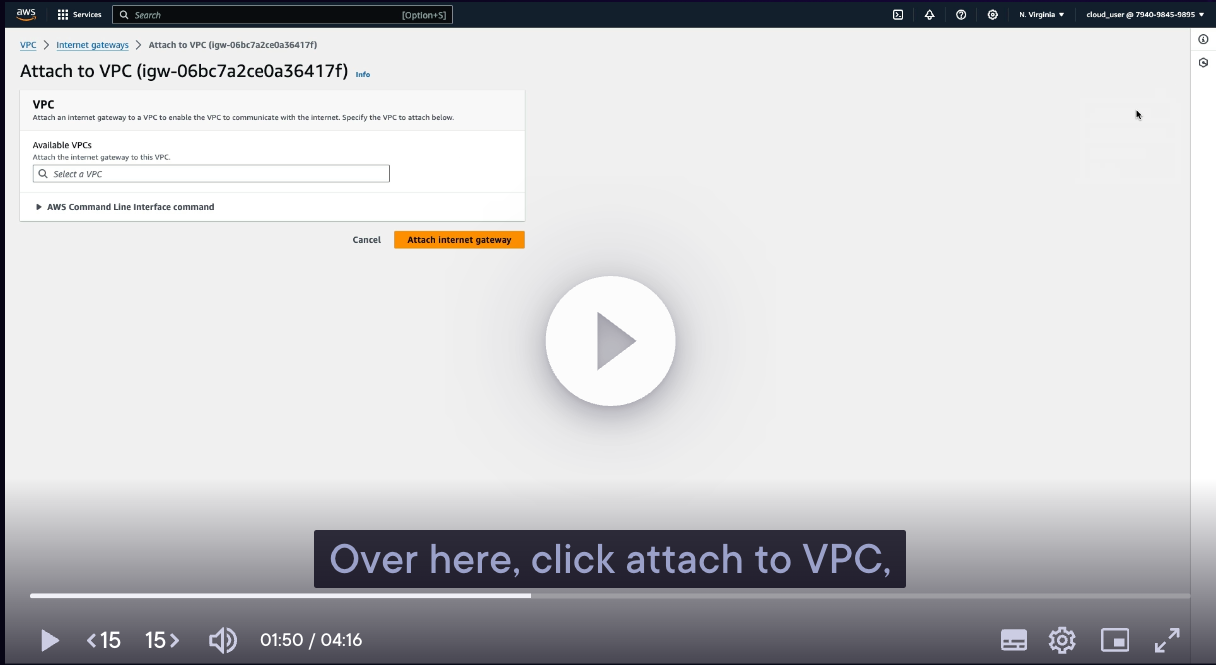 aws Services Search [Option+S] N. Virginia ▼ cloud_user @ 7940-9845-9895 ▼
VPC > Internet gateways > Attach to VPC (igw-06bc7a2ce0a36417f)
Attach to VPC (igw-06bc7a2ce0a36417f) Info
VPC
Attach an internet gateway to a VPC to enable the VPC to communicate with the internet. Specify the VPC to attach below.
Available VPCs
Attach the internet gateway to this VPC.
Select a VPC
▶ AWS Command Line Interface command
Cancel Attach internet gateway
Over here, click attach to VPC,
<15 15> 01:50 / 04:16